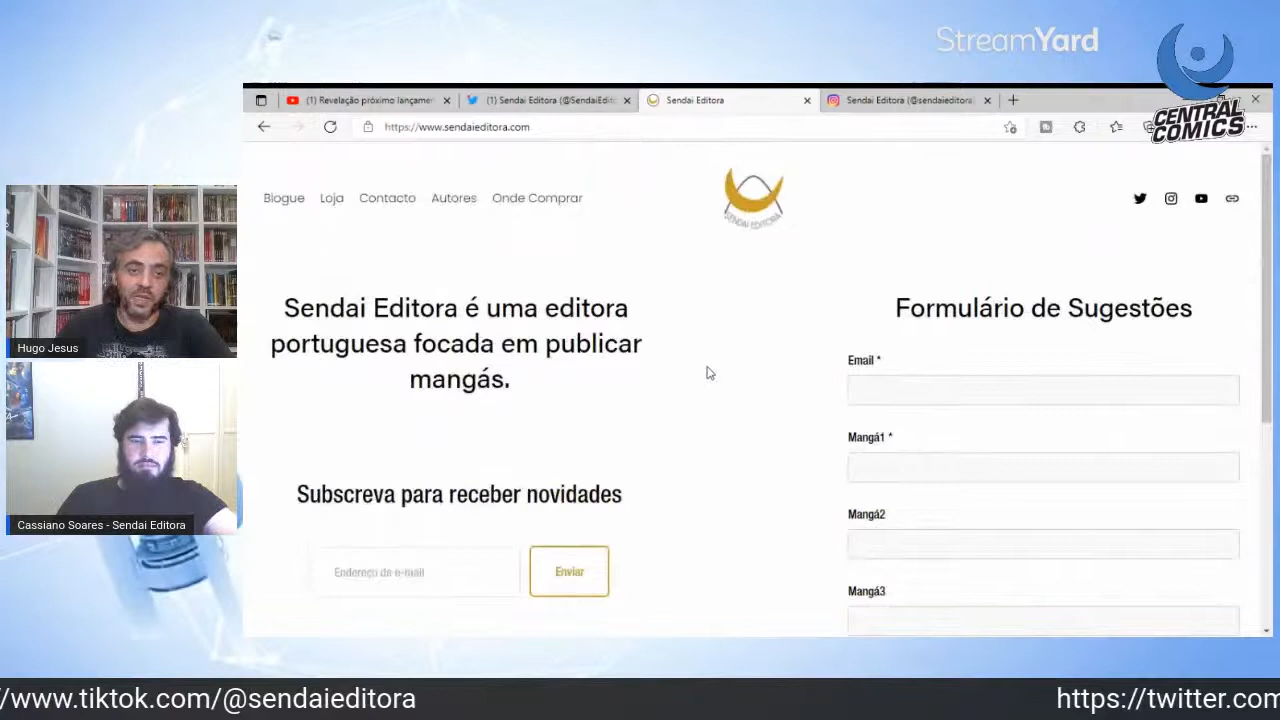 StreamYard
CENTRAL
COMICS
(1) Revelação próximo lançamen
(1) Sendai Editora (@SendaiEdito
Sendai Editora
Sendai Editora (@sendaieditora)
https://www.sendaieditora.com
Blogue Loja Contacto Autores Onde Comprar
SENDAI EDITORA
Sendai Editora é uma editora
portuguesa focada em publicar
mangás.
Formulário de Sugestões
Email *
Mangá1 *
Mangá2
Mangá3
Subscreva para receber novidades
Endereço de e-mail
Enviar
Hugo Jesus
Cassiano Soares - Sendai Editora
/www.tiktok.com/@sendaieditora
https://twitter.com